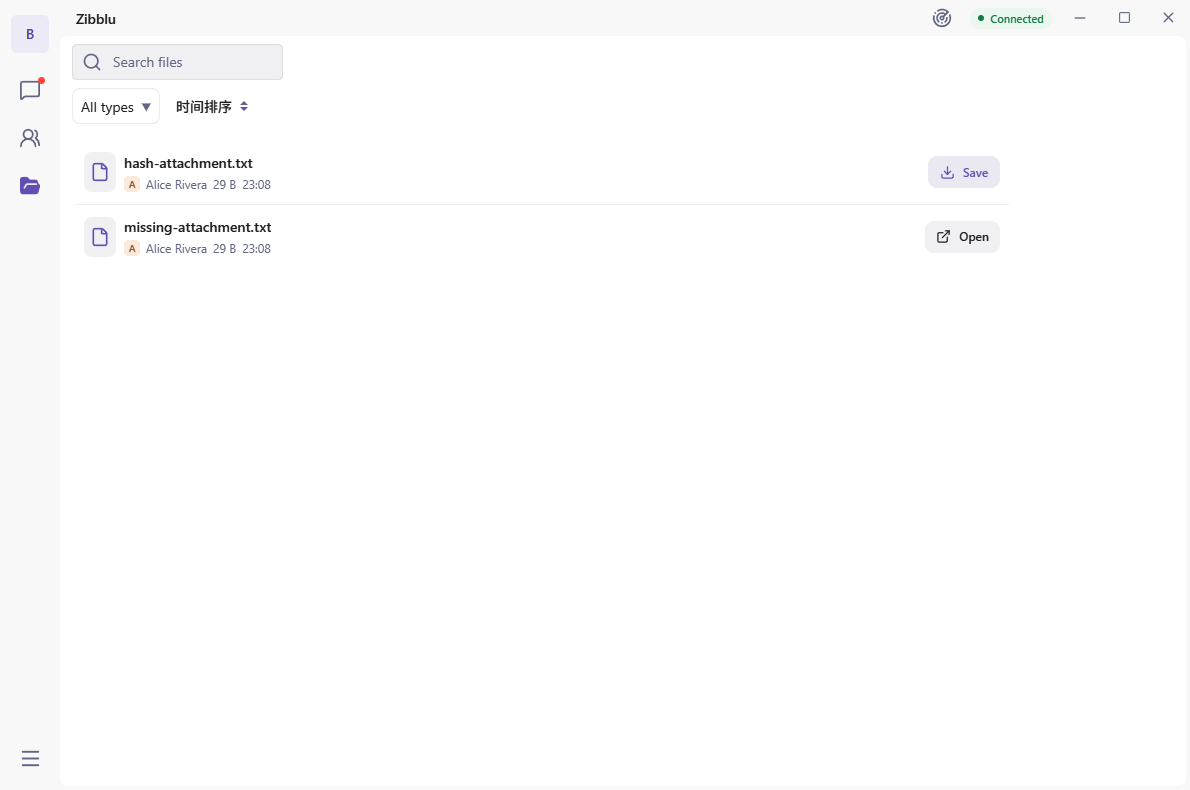 B
Zibblu
Connected
Search files
All types
时间排序
hash-attachment.txt
A Alice Rivera 29 B 23:08
Save
missing-attachment.txt
A Alice Rivera 29 B 23:08
Open